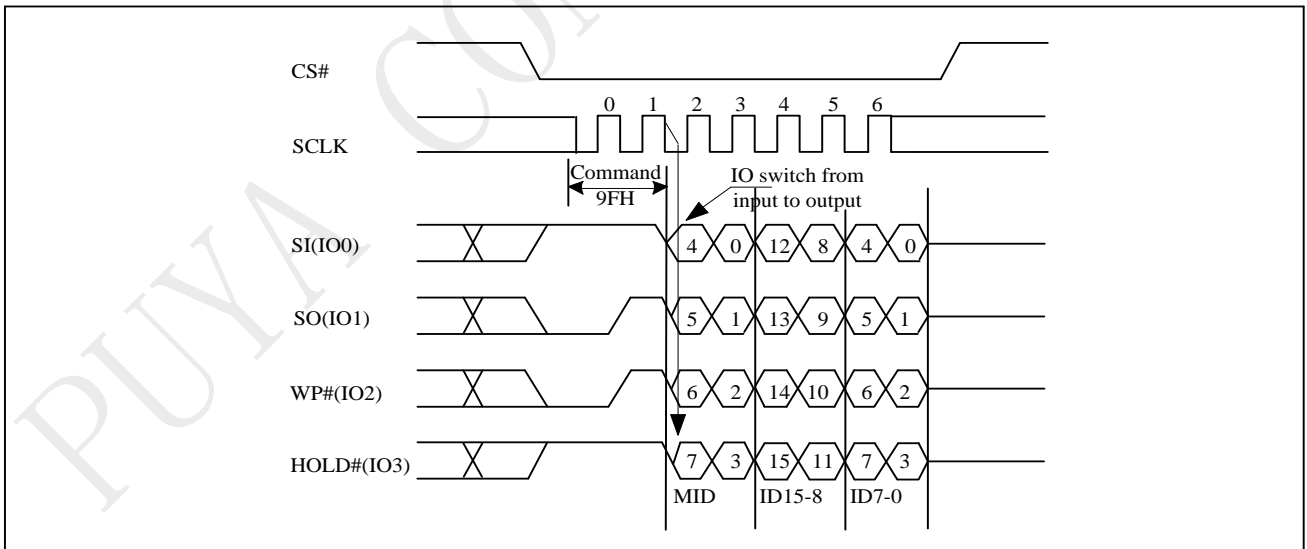 PUYA CON
CS#
0 1 2 3 4 5 6
SCLK
Command
9FH
IO switch from
input to output
SI(IO0)
4 0 12 8 4 0
SO(IO1)
5 1 13 9 5 1
WP#(IO2)
6 2 14 10 6 2
HOLD#(IO3)
7 3 15 11 7 3
MID ID15-8 ID7-0